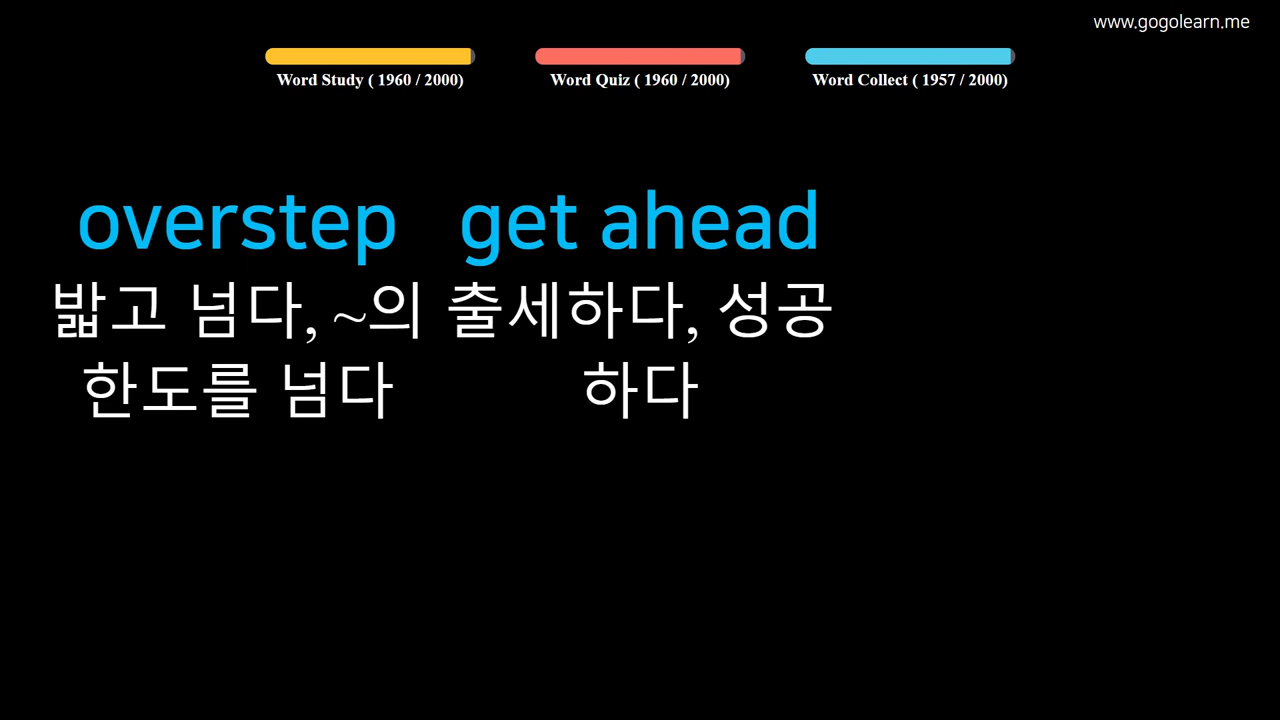 www.gogolearn.me
Word Study ( 1960 / 2000)
Word Quiz ( 1960 / 2000)
Word Collect ( 1957 / 2000)
overstep
밟고 넘다, ~의
한도를 넘다
get ahead
출세하다, 성공
하다